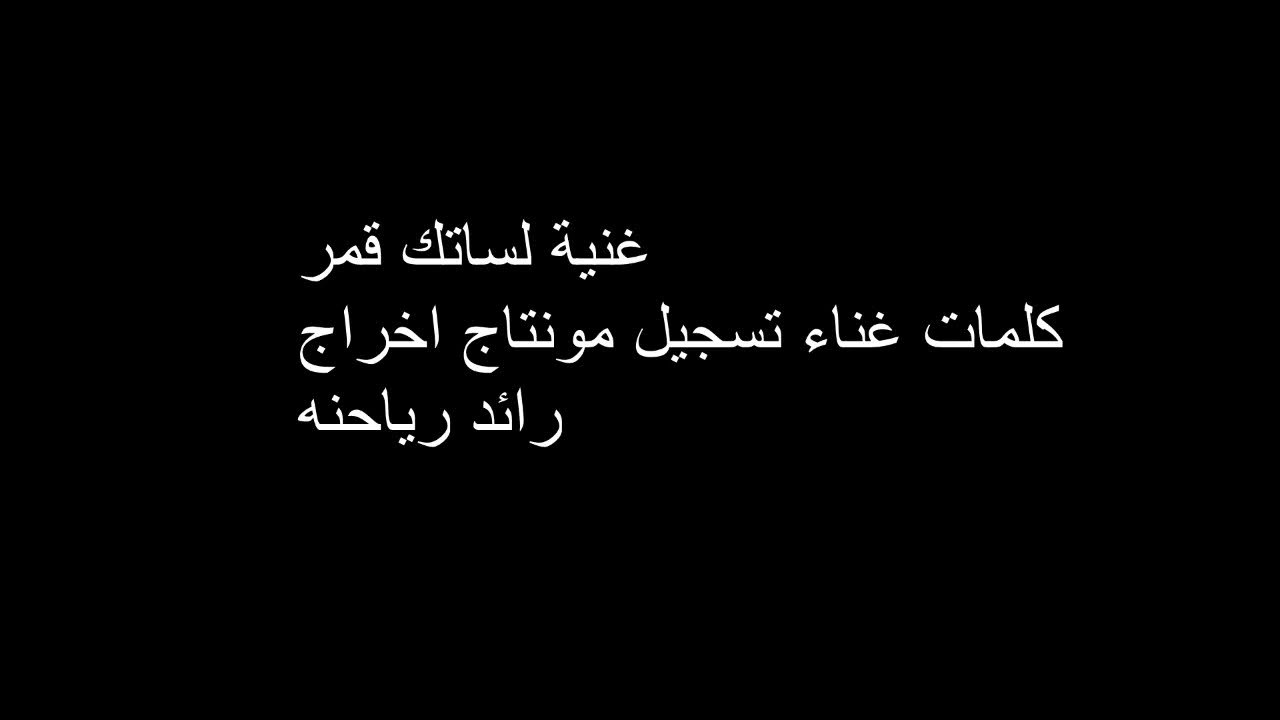 غنية لساتك قمر
كلمات غناء تسجيل مونتاج اخراج
رائد رياحنه